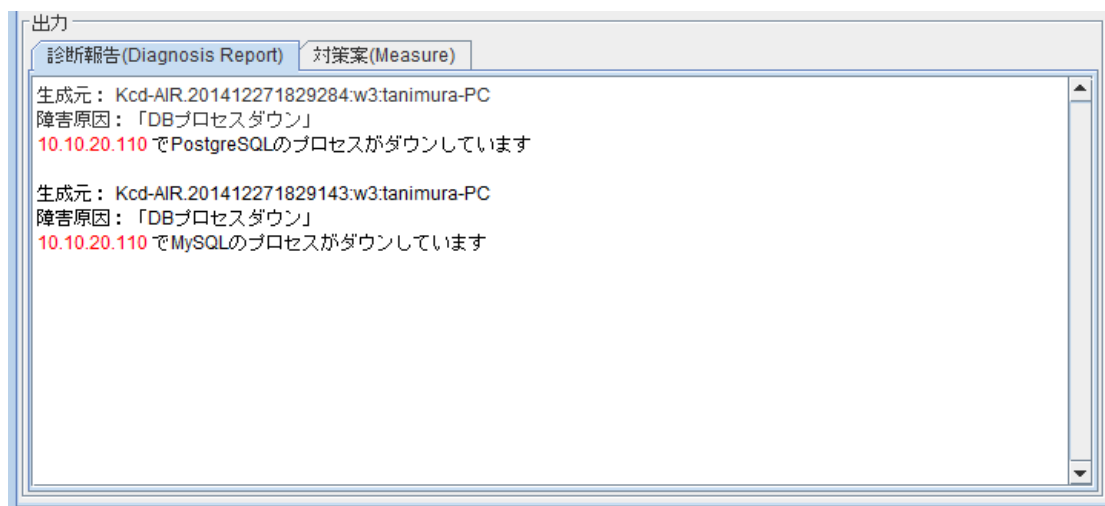 出力
診断報告(Diagnosis Report) 対策案(Measure)
生成元： Kcd-AIR.201412271829284:w3:tanimura-PC
障害原因：「DBプロセスダウン」
10.10.20.110 でPostgreSQLのプロセスがダウンしています
生成元： Kcd-AIR.201412271829143:w3:tanimura-PC
障害原因：「DBプロセスダウン」
10.10.20.110 でMySQLのプロセスがダウンしています